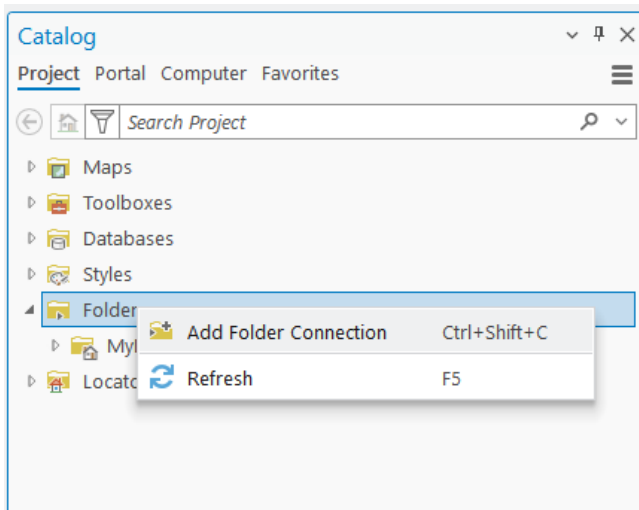 Catalog
Project Portal Computer Favorites
Search Project
Maps
Toolboxes
Databases
Styles
Folder
Add Folder Connection Ctrl+Shift+C
Refresh F5